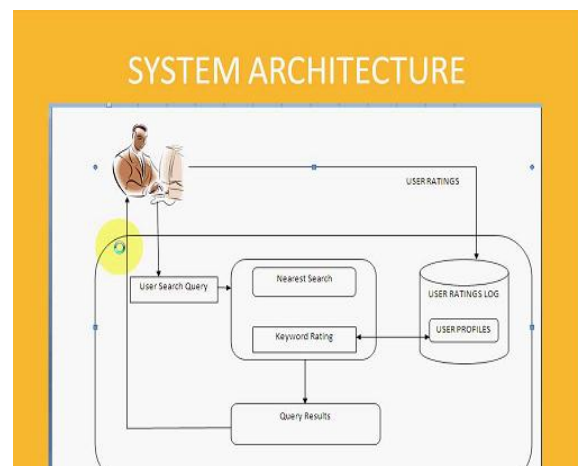 SYSTEM ARCHITECTURE
USER RATINGS
User Search Query
Nearest Search
USER RATINGS LOG
Keyword Rating
USER PROFILES
Query Results